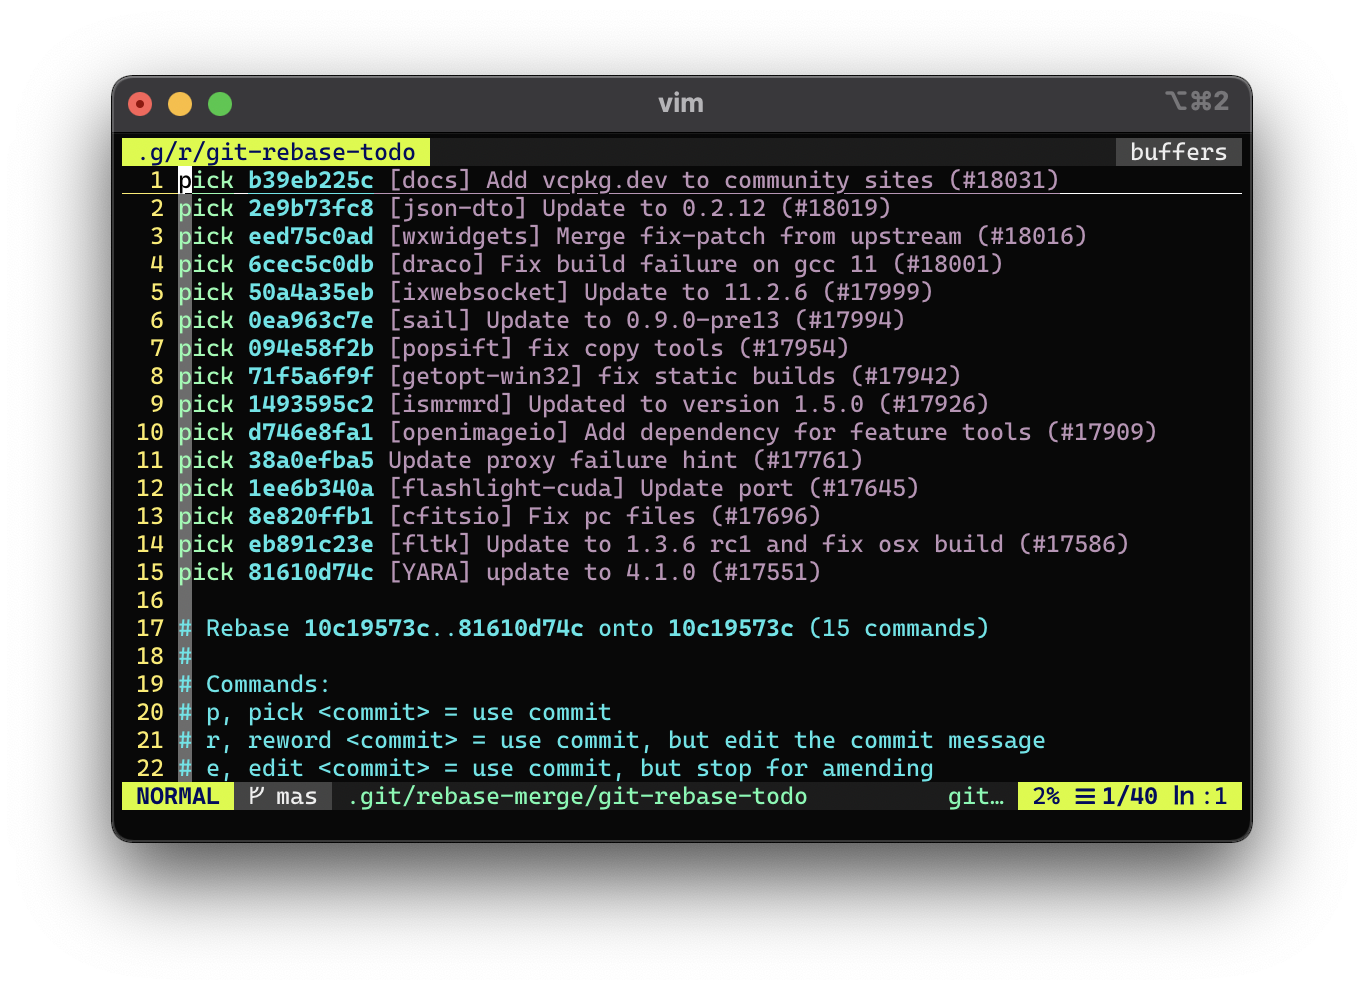 vim
⌥⌘2
.g/r/git-rebase-todo buffers
1 pick b39eb225c [docs] Add vcpkg.dev to community sites (#18031)
2 pick 2e9b73fc8 [json-dto] Update to 0.2.12 (#18019)
3 pick eed75c0ad [wxwidgets] Merge fix-patch from upstream (#18016)
4 pick 6cec5c0db [draco] Fix build failure on gcc 11 (#18001)
5 pick 50a4a35eb [ixwebsocket] Update to 11.2.6 (#17999)
6 pick 0ea963c7e [sail] Update to 0.9.0-pre13 (#17994)
7 pick 094e58f2b [popsift] fix copy tools (#17954)
8 pick 71f5a6f9f [getopt-win32] fix static builds (#17942)
9 pick 1493595c2 [ismrmrd] Updated to version 1.5.0 (#17926)
10 pick d746e8fa1 [openimageio] Add dependency for feature tools (#17909)
11 pick 38a0efba5 Update proxy failure hint (#17761)
12 pick 1ee6b340a [flashlight-cuda] Update port (#17645)
13 pick 8e820ffb1 [cfitsio] Fix pc files (#17696)
14 pick eb891c23e [fltk] Update to 1.3.6 rc1 and fix osx build (#17586)
15 pick 81610d74c [YARA] update to 4.1.0 (#17551)
16
17 # Rebase 10c19573c..81610d74c onto 10c19573c (15 commands)
18 #
19 # Commands:
20 # p, pick <commit> = use commit
21 # r, reword <commit> = use commit, but edit the commit message
22 # e, edit <commit> = use commit, but stop for amending
NORMAL mas .git/rebase-merge/git-rebase-todo git… 2% ☰ 1/40 ln :1